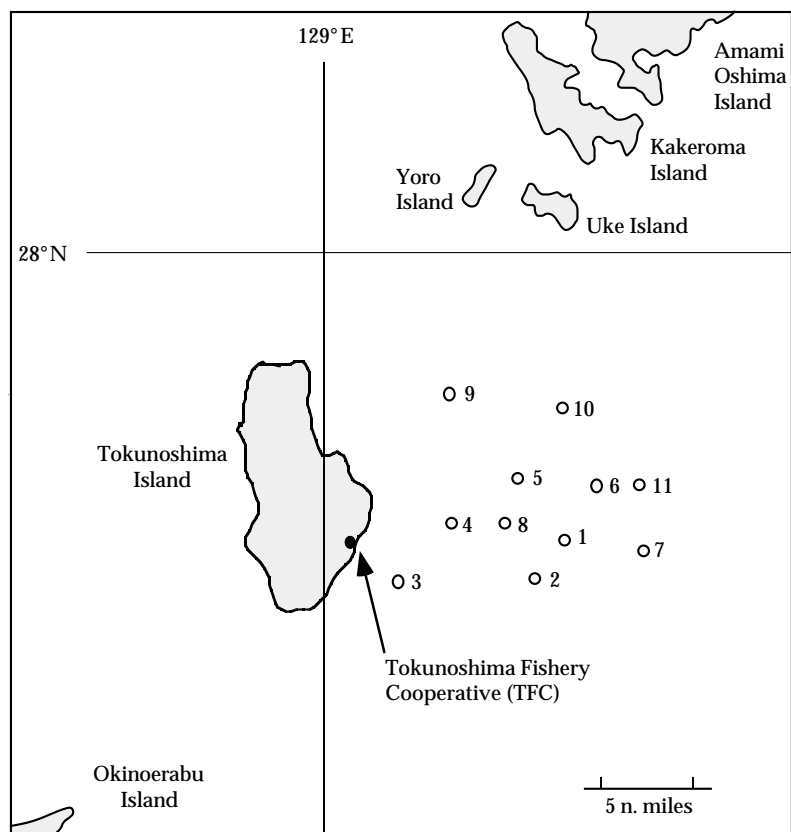 129°E
Amami
Oshima
Island
Kakeroma
Island
Yoro
Island
Uke Island
28°N
9
10
Tokunoshima
Island
5
6
11
4
8
1
7
3
2
Tokunoshima Fishery
Cooperative (TFC)
Okinoerabu
Island
5 n. miles